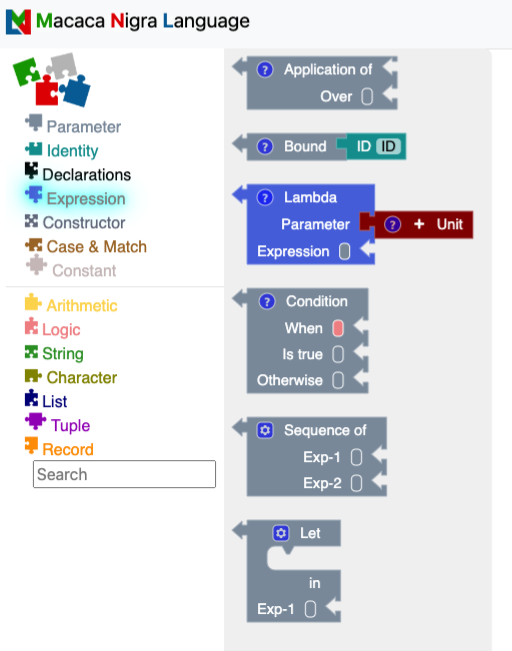 Macaca Nigra Language
Parameter
Identity
Declarations
Expression
Constructor
Case & Match
Constant
Arithmetic
Logic
String
Character
List
Tuple
Record
Search
? Application of
Over
? Bound ID ID
? Lambda
Parameter ? + Unit
Expression
? Condition
When
Is true
Otherwise
Sequence of
Exp-1
Exp-2
Let
in
Exp-1